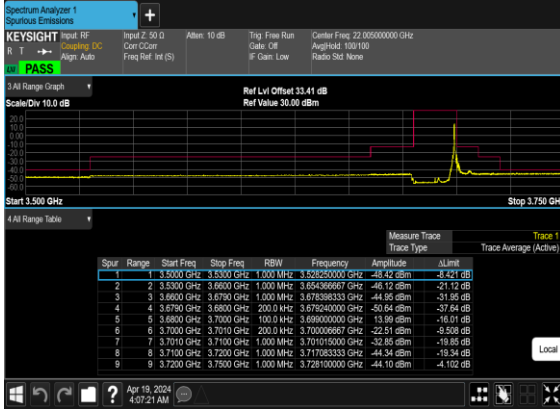 Spectrum Analyzer 1
Spurious Emissions
+
KEYSIGHT Input: RF Input Z: 50 Ω Atten: 10 dB Trig: Free Run Center Freq: 22.005000000 GHz
R T Coupling: DC Corr CCorr Gate: Off Avg|Hold: 100/100
Align: Auto Freq Ref: Int (S) IF Gain: Low Radio Std: None
PASS
3 All Range Graph
Ref Lvl Offset 33.41 dB
Scale/Div 10.0 dB Ref Value 30.00 dBm
20.0
10.0
0.00
-10.0
-20.0
-30.0
-40.0
-50.0
-60.0
Start 3.500 GHz Stop 3.750 GH
4 All Range Table
Measure Trace Trace 1
Trace Type Trace Average (Active)
Spur Range Start Freq Stop Freq RBW Frequency Amplitude ΔLimit
1 1 3.5000 GHz 3.5300 GHz 1.000 MHz 3.528250000 GHz -48.42 dBm -8.421 dB
2 2 3.5300 GHz 3.6600 GHz 1.000 MHz 3.654366667 GHz -46.12 dBm -21.12 dB
3 3 3.6600 GHz 3.6790 GHz 1.000 MHz 3.678398333 GHz -44.95 dBm -31.95 dB
4 4 3.6790 GHz 3.6800 GHz 200.0 kHz 3.679240000 GHz -50.64 dBm -37.64 dB
5 5 3.6800 GHz 3.7000 GHz 100.0 kHz 3.699000000 GHz 13.99 dBm -16.01 dB
6 6 3.7000 GHz 3.7010 GHz 200.0 kHz 3.700006667 GHz -22.51 dBm -9.508 dB
7 7 3.7010 GHz 3.7100 GHz 1.000 MHz 3.701015000 GHz -32.85 dBm -19.85 dB
8 8 3.7100 GHz 3.7200 GHz 1.000 MHz 3.717083333 GHz -44.34 dBm -19.34 dB
9 9 3.7200 GHz 3.7500 GHz 1.000 MHz 3.728100000 GHz -44.10 dBm -4.102 dB
Local
? Apr 19, 2024
4:07:21 AM